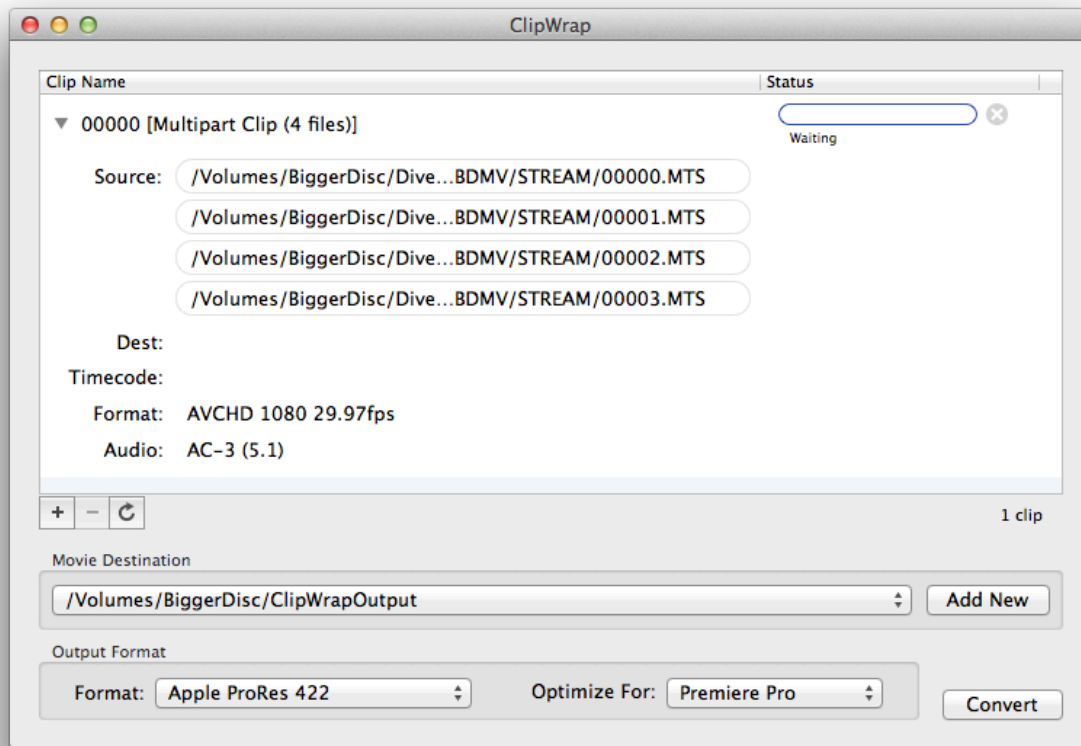 ClipWrap
Clip Name Status
00000 [Multipart Clip (4 files)]
Waiting
Source: /Volumes/BiggerDisc/Dive...BDMV/STREAM/00000.MTS
/Volumes/BiggerDisc/Dive...BDMV/STREAM/00001.MTS
/Volumes/BiggerDisc/Dive...BDMV/STREAM/00002.MTS
/Volumes/BiggerDisc/Dive...BDMV/STREAM/00003.MTS
Dest:
Timecode:
Format: AVCHD 1080 29.97fps
Audio: AC-3 (5.1)
1 clip
Movie Destination
/Volumes/BiggerDisc/ClipWrapOutput Add New
Output Format
Format: Apple ProRes 422 Optimize For: Premiere Pro Convert